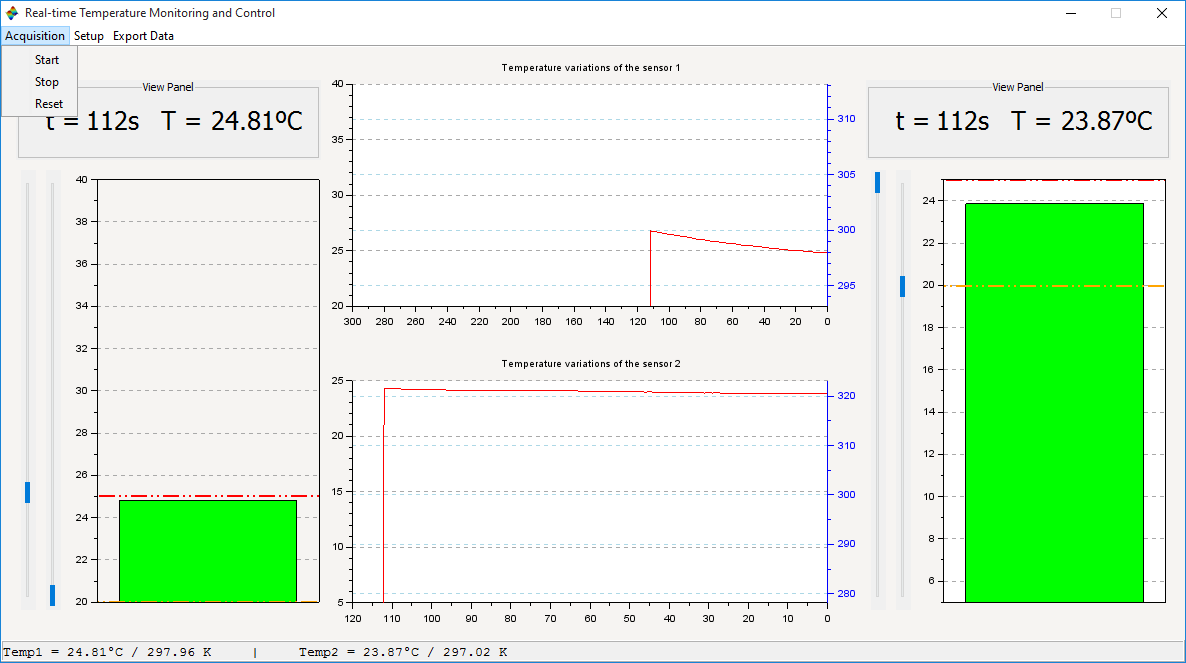 Real-time Temperature Monitoring and Control
Acquisition Setup Export Data
Start
Stop
Reset
View Panel
t = 112s T = 24.81ºC
40
38
36
34
32
30
28
26
24
22
20
Temperature variations of the sensor 1
40
35
30
25
20
310
305
300
295
300 280 260 240 220 200 180 160 140 120 100 80 60 40 20 0
Temperature variations of the sensor 2
25
20
15
10
5
320
310
300
290
280
120 110 100 90 80 70 60 50 40 30 20 10 0
View Panel
t = 112s T = 23.87ºC
24
22
20
18
16
14
12
10
8
6
Temp1 = 24.81ºC / 297.96 K | Temp2 = 23.87ºC / 297.02 K